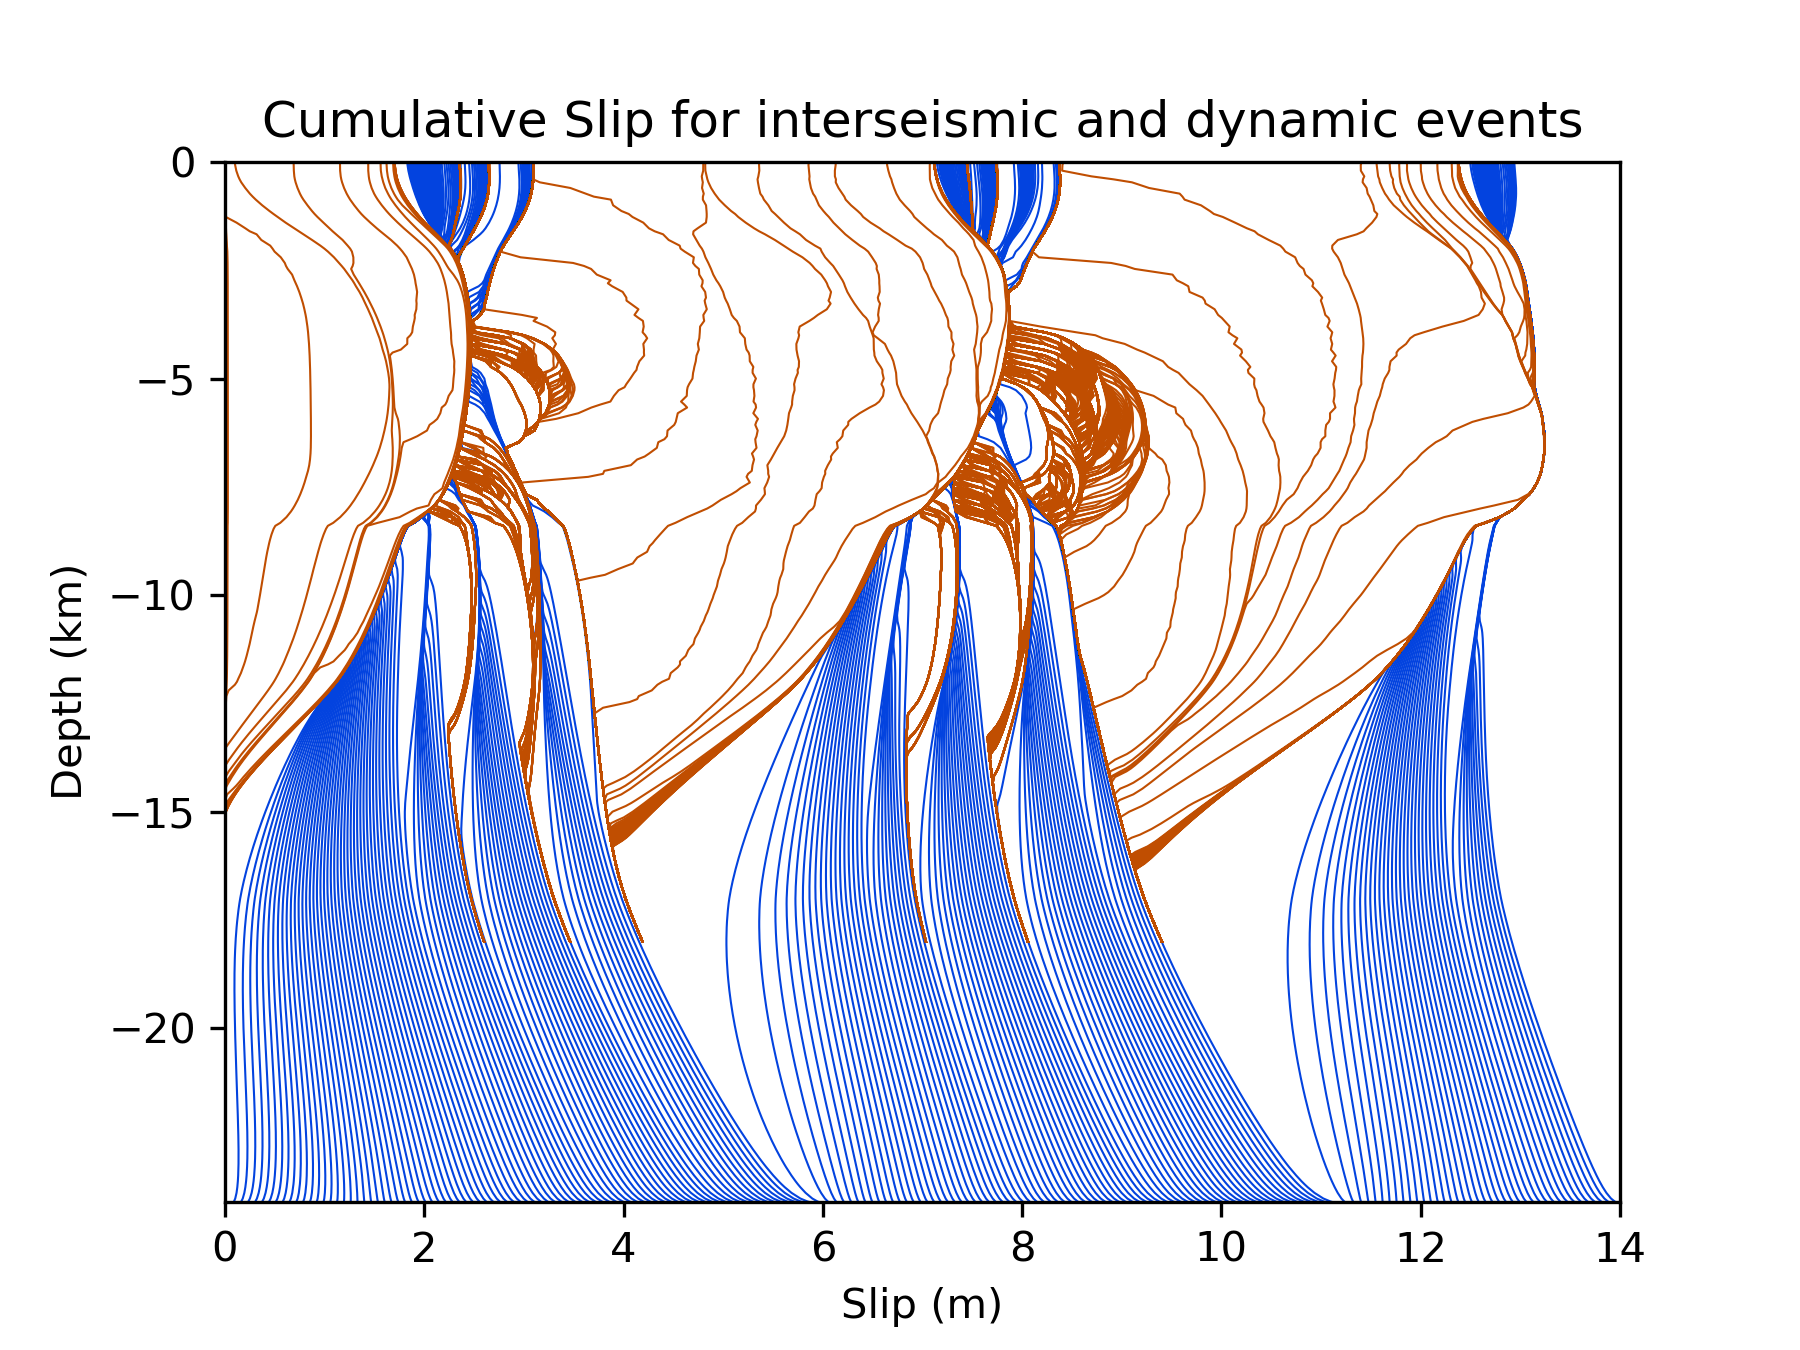 Cumulative Slip for interseismic and dynamic events
0
−5
−10
−15
−20
Depth (km)
0 2 4 6 8 10 12 14
Slip (m)